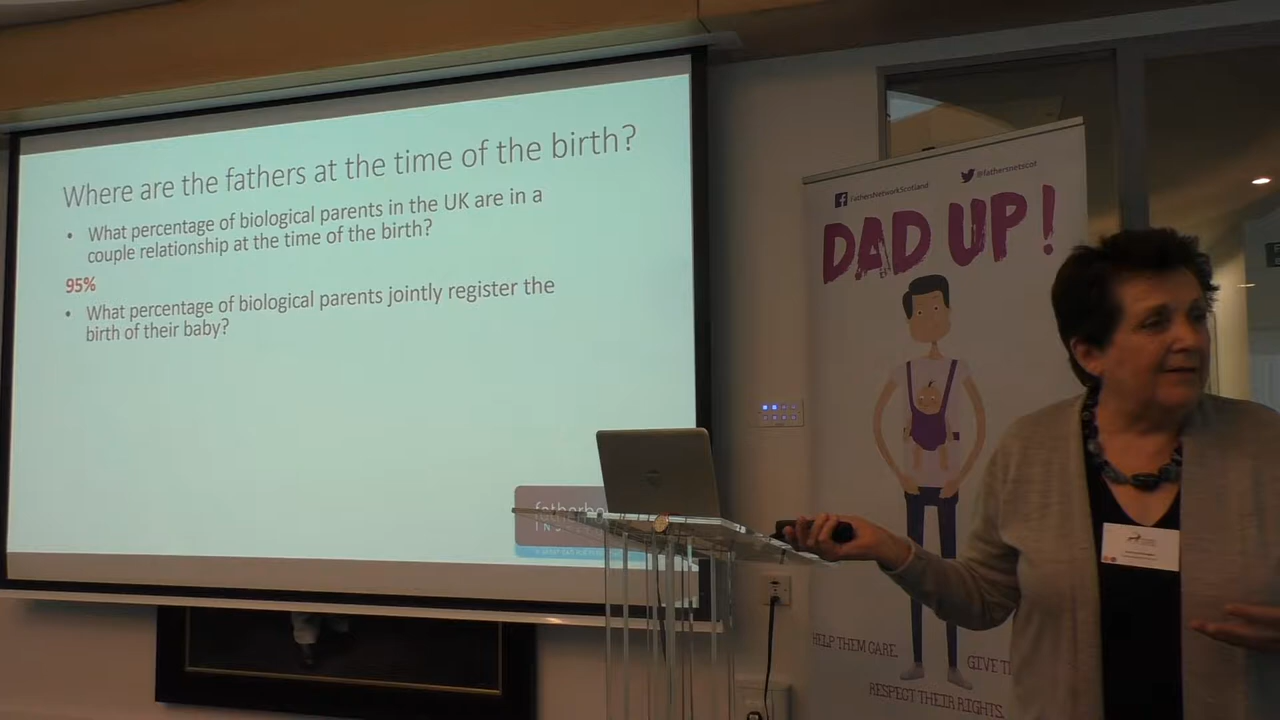 Where are the fathers at the time of the birth?
• What percentage of biological parents in the UK are in a
couple relationship at the time of the birth?
95%
• What percentage of biological parents jointly register the
birth of their baby?
FathersNetworkScotland
@fathersnetscot
DAD UP!
HELP THEM CARE.
GIVE
RESPECT THEIR RIGHTS.